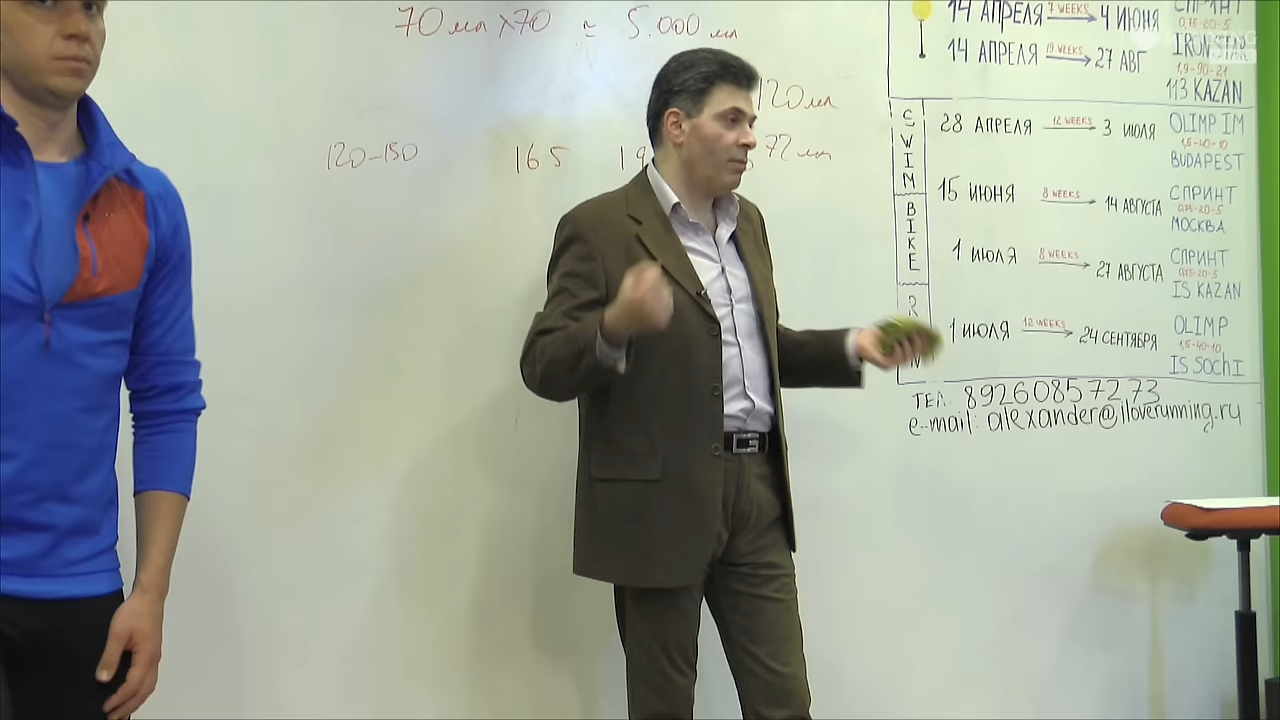 70 мл x70 ≈ 5.000 мл
120 мл
120-150 165 19 72 мл
14 АПРЕЛЯ 7 WEEKS → 4 ИЮНЯ СПРИНТ
0,75-20-5
14 АПРЕЛЯ 19 WEEKS → 27 АВГ IRONSTAR
1,9-90-21
113 KAZAN
SWIM
BIKE
R
N
28 АПРЕЛЯ 12 WEEKS → 3 ИЮЛЯ OLIMP IM
1,5-40-10
BUDAPEST
15 ИЮНЯ 8 WEEKS → 14 АВГУСТА СПРИНТ
0,75-20-5
МОСКВА
1 ИЮЛЯ 8 WEEKS → 27 АВГУСТА СПРИНТ
0,75-20-5
IS KAZAN
1 ИЮЛЯ 12 WEEKS → 24 СЕНТЯБРЯ OLIMP
1,5-40-10
IS SOCHI
ТЕЛ. 89260857273
e-mail: alexander@iloverunning.ru